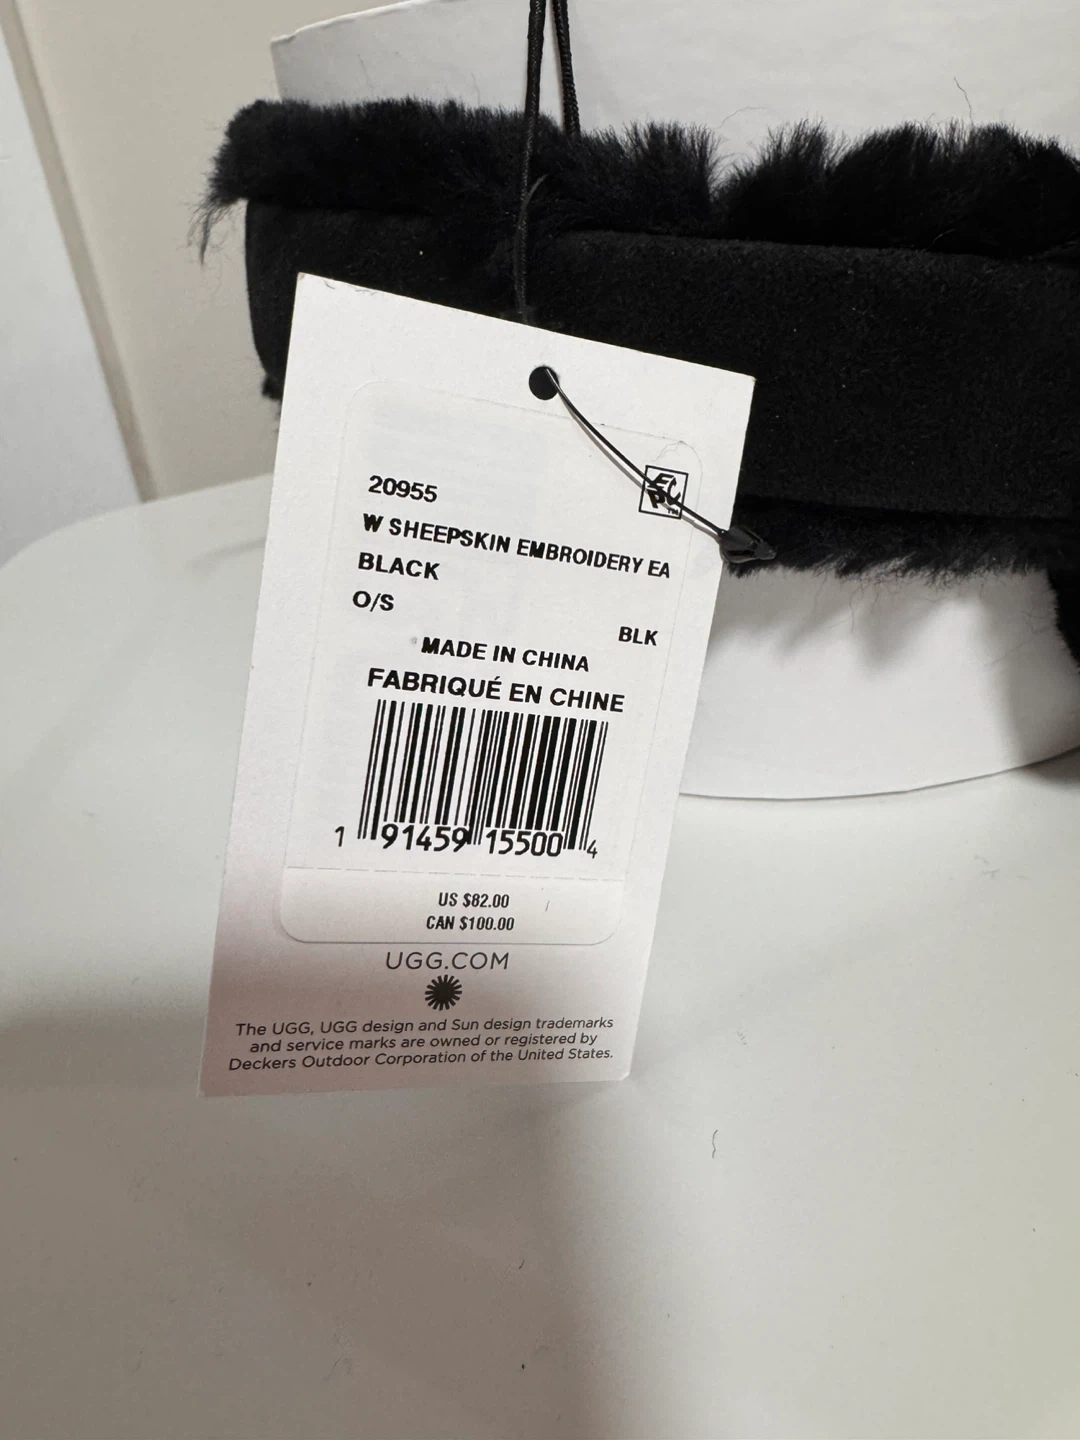 20955
ECP™
W SHEEPSKIN EMBROIDERY EA
BLACK
O/S
BLK
MADE IN CHINA
FABRIQUÉ EN CHINE
1 91459 15500 4
US $82.00
CAN $100.00
UGG.COM
The UGG, UGG design and Sun design trademarks
and service marks are owned or registered by
Deckers Outdoor Corporation of the United States.